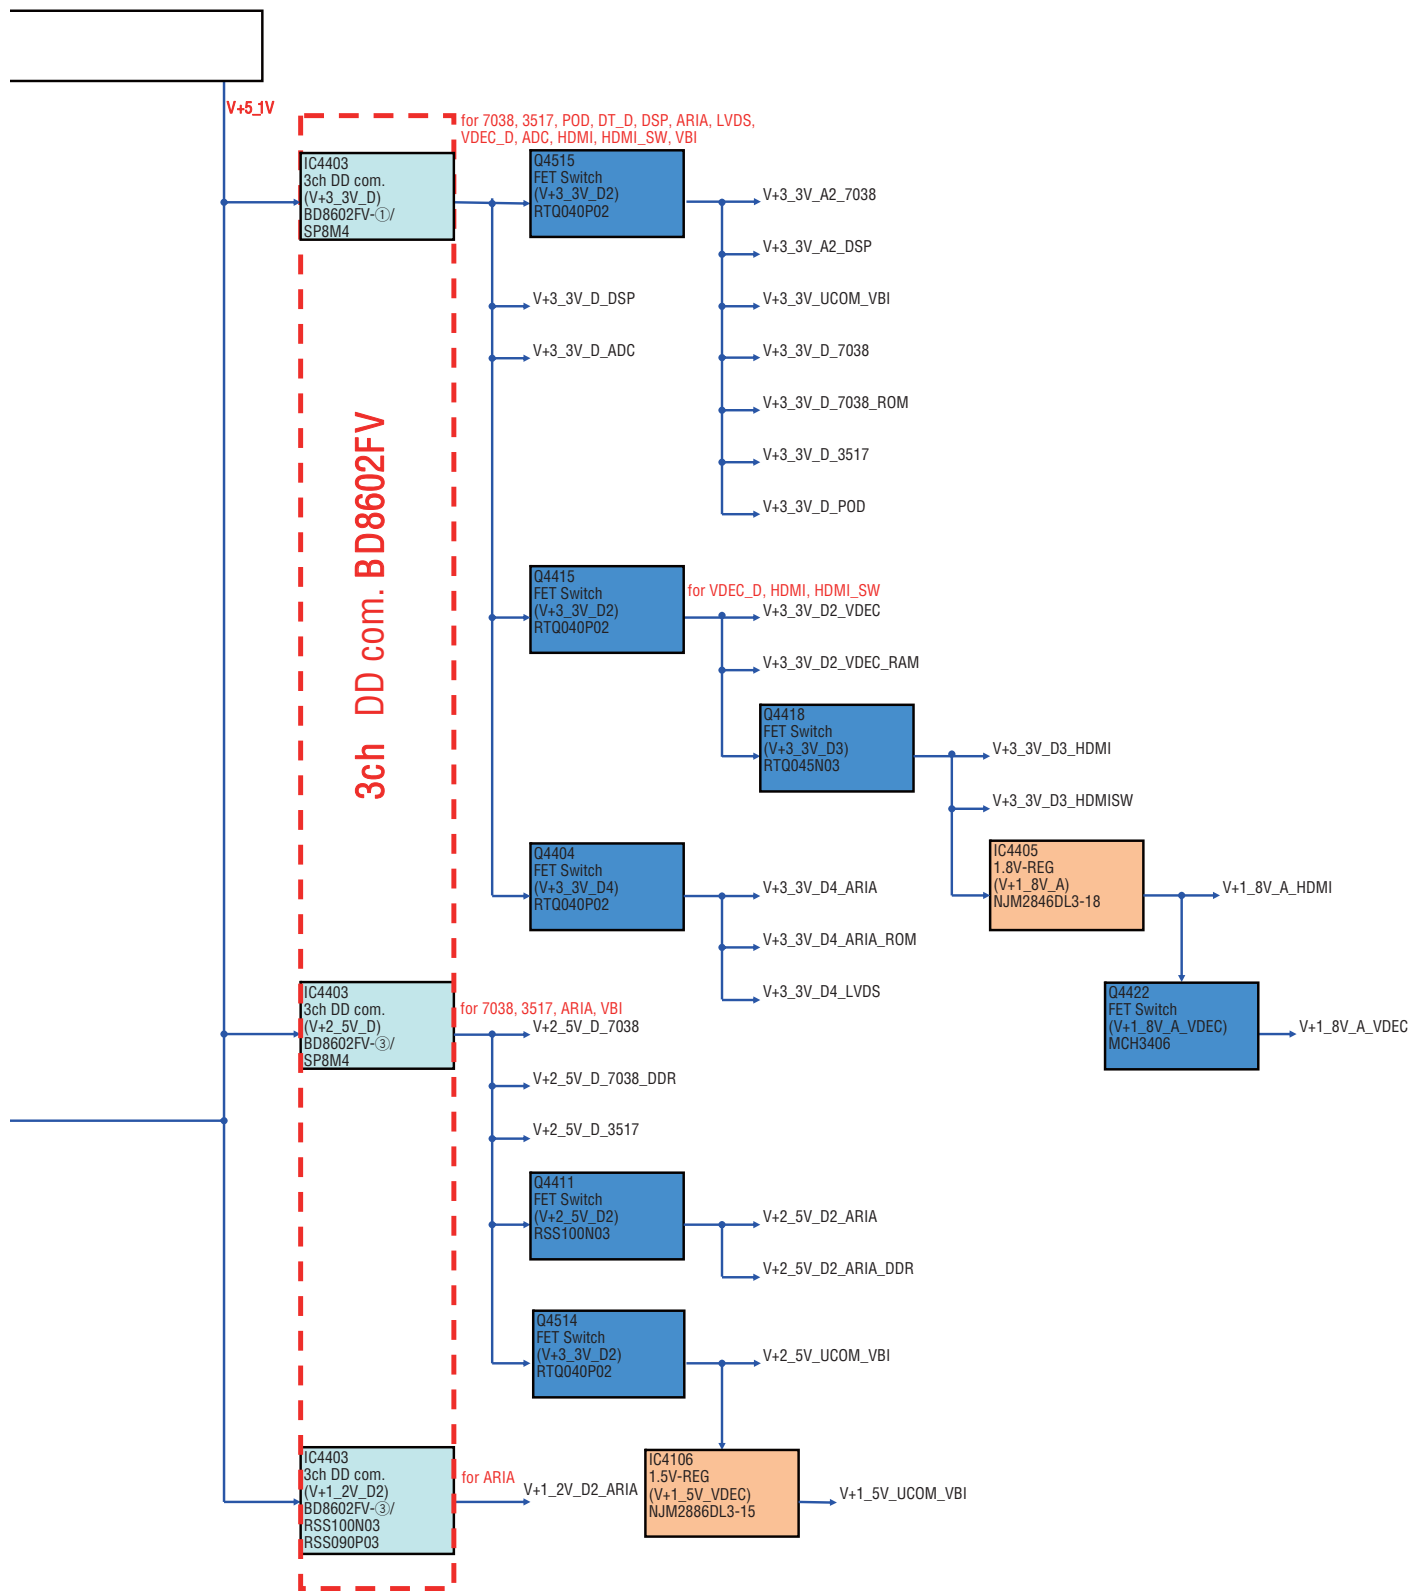 V+5_1V
for 7038, 3517, POD, DT_D, DSP, ARIA, LVDS,
VDEC_D, ADC, HDMI, HDMI_SW, VBI
IC4403
3ch DD com.
(V+3_3V_D)
BD8602FV-①/
SP8M4
Q4515
FET Switch
(V+3_3V_D2)
RTQ040P02
V+3_3V_A2_7038
V+3_3V_A2_DSP
V+3_3V_UCOM_VBI
V+3_3V_D_7038
V+3_3V_D_7038_ROM
V+3_3V_D_3517
V+3_3V_D_POD
V+3_3V_D_DSP
V+3_3V_D_ADC
3ch DD com. BD8602FV
Q4415
FET Switch
(V+3_3V_D2)
RTQ040P02
for VDEC_D, HDMI, HDMI_SW
V+3_3V_D2_VDEC
V+3_3V_D2_VDEC_RAM
Q4418
FET Switch
(V+3_3V_D3)
RTQ045N03
V+3_3V_D3_HDMI
V+3_3V_D3_HDMISW
IC4405
1.8V-REG
(V+1_8V_A)
NJM2846DL3-18
V+1_8V_A_HDMI
Q4422
FET Switch
(V+1_8V_A_VDEC)
MCH3406
V+1_8V_A_VDEC
Q4404
FET Switch
(V+3_3V_D4)
RTQ040P02
V+3_3V_D4_ARIA
V+3_3V_D4_ARIA_ROM
V+3_3V_D4_LVDS
IC4403
3ch DD com.
(V+2_5V_D)
BD8602FV-③/
SP8M4
for 7038, 3517, ARIA, VBI
V+2_5V_D_7038
V+2_5V_D_7038_DDR
V+2_5V_D_3517
Q4411
FET Switch
(V+2_5V_D2)
RSS100N03
V+2_5V_D2_ARIA
V+2_5V_D2_ARIA_DDR
Q4514
FET Switch
(V+3_3V_D2)
RTQ040P02
V+2_5V_UCOM_VBI
IC4403
3ch DD com.
(V+1_2V_D2)
BD8602FV-③/
RSS100N03
RSS090P03
for ARIA
V+1_2V_D2_ARIA
IC4106
1.5V-REG
(V+1_5V_VDEC)
NJM2886DL3-15
V+1_5V_UCOM_VBI